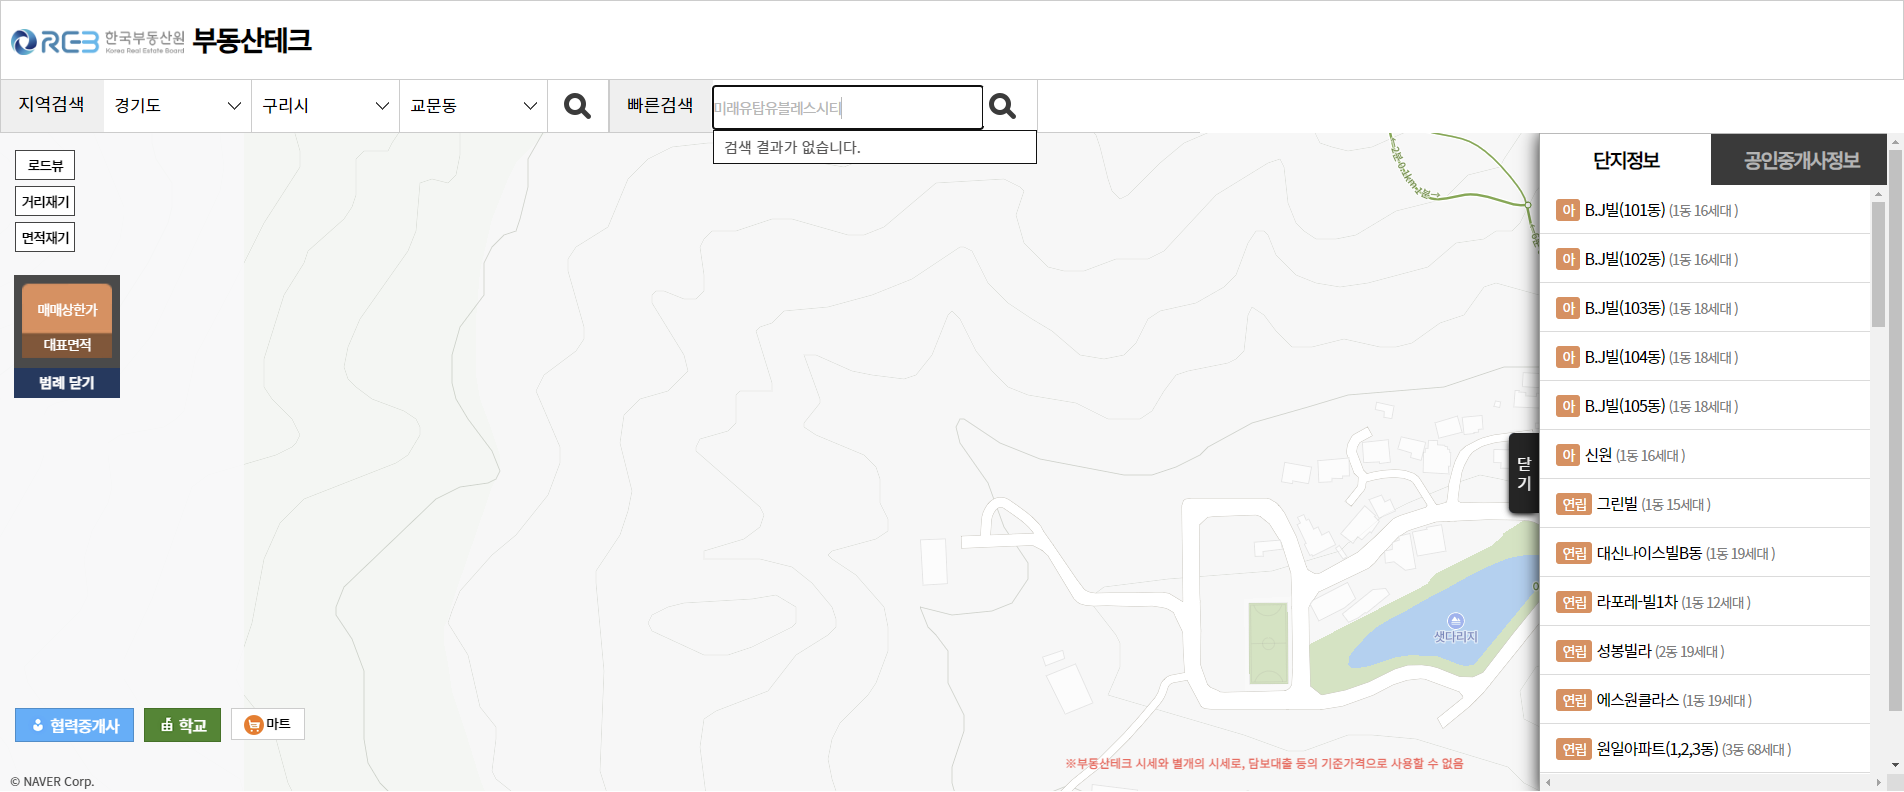 REB 한국부동산원 Korea Real Estate Board 부동산테크
지역검색 경기도 구리시 교문동 빠른검색 미래유탑유블레스시티
검색 결과가 없습니다.
로드뷰
거리재기
면적재기
매매상한가
대표면적
범례 닫기
←2분 0.1km 1분→
샛다리지
닫기
단지정보 공인중개사정보
아 B.J빌(101동) (1동 16세대 )
아 B.J빌(102동) (1동 16세대 )
아 B.J빌(103동) (1동 18세대 )
아 B.J빌(104동) (1동 18세대 )
아 B.J빌(105동) (1동 18세대 )
아 신원 (1동 16세대 )
연립 그린빌 (1동 15세대 )
연립 대신나이스빌B동 (1동 19세대 )
연립 라포레-빌1차 (1동 12세대 )
연립 성봉빌라 (2동 19세대 )
연립 에스원클라스 (1동 19세대 )
연립 원일아파트(1,2,3동) (3동 68세대 )
협력중개사 학교 마트
※부동산테크 시세와 별개의 시세로, 담보대출 등의 기준가격으로 사용할 수 없음
© NAVER Corp.